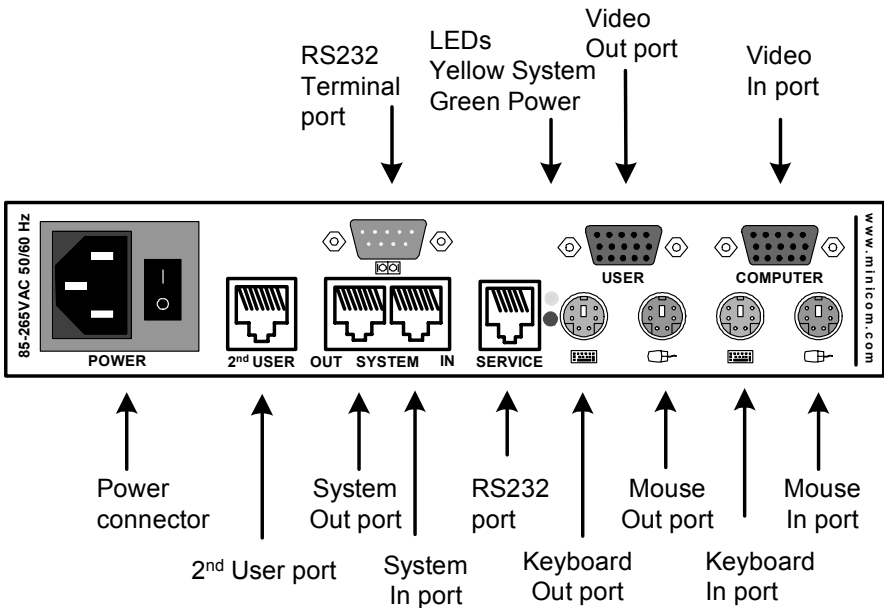 RS232
Terminal
port
LEDs
Yellow System
Green Power
Video
Out port
Video
In port
85-265VAC 50/60 Hz
POWER
I
O
2nd USER
OUT SYSTEM IN
SERVICE
USER
COMPUTER
www.minicom.com
Power
connector
2nd User port
System
Out port
System
In port
RS232
port
Keyboard
Out port
Mouse
Out port
Keyboard
In port
Mouse
In port